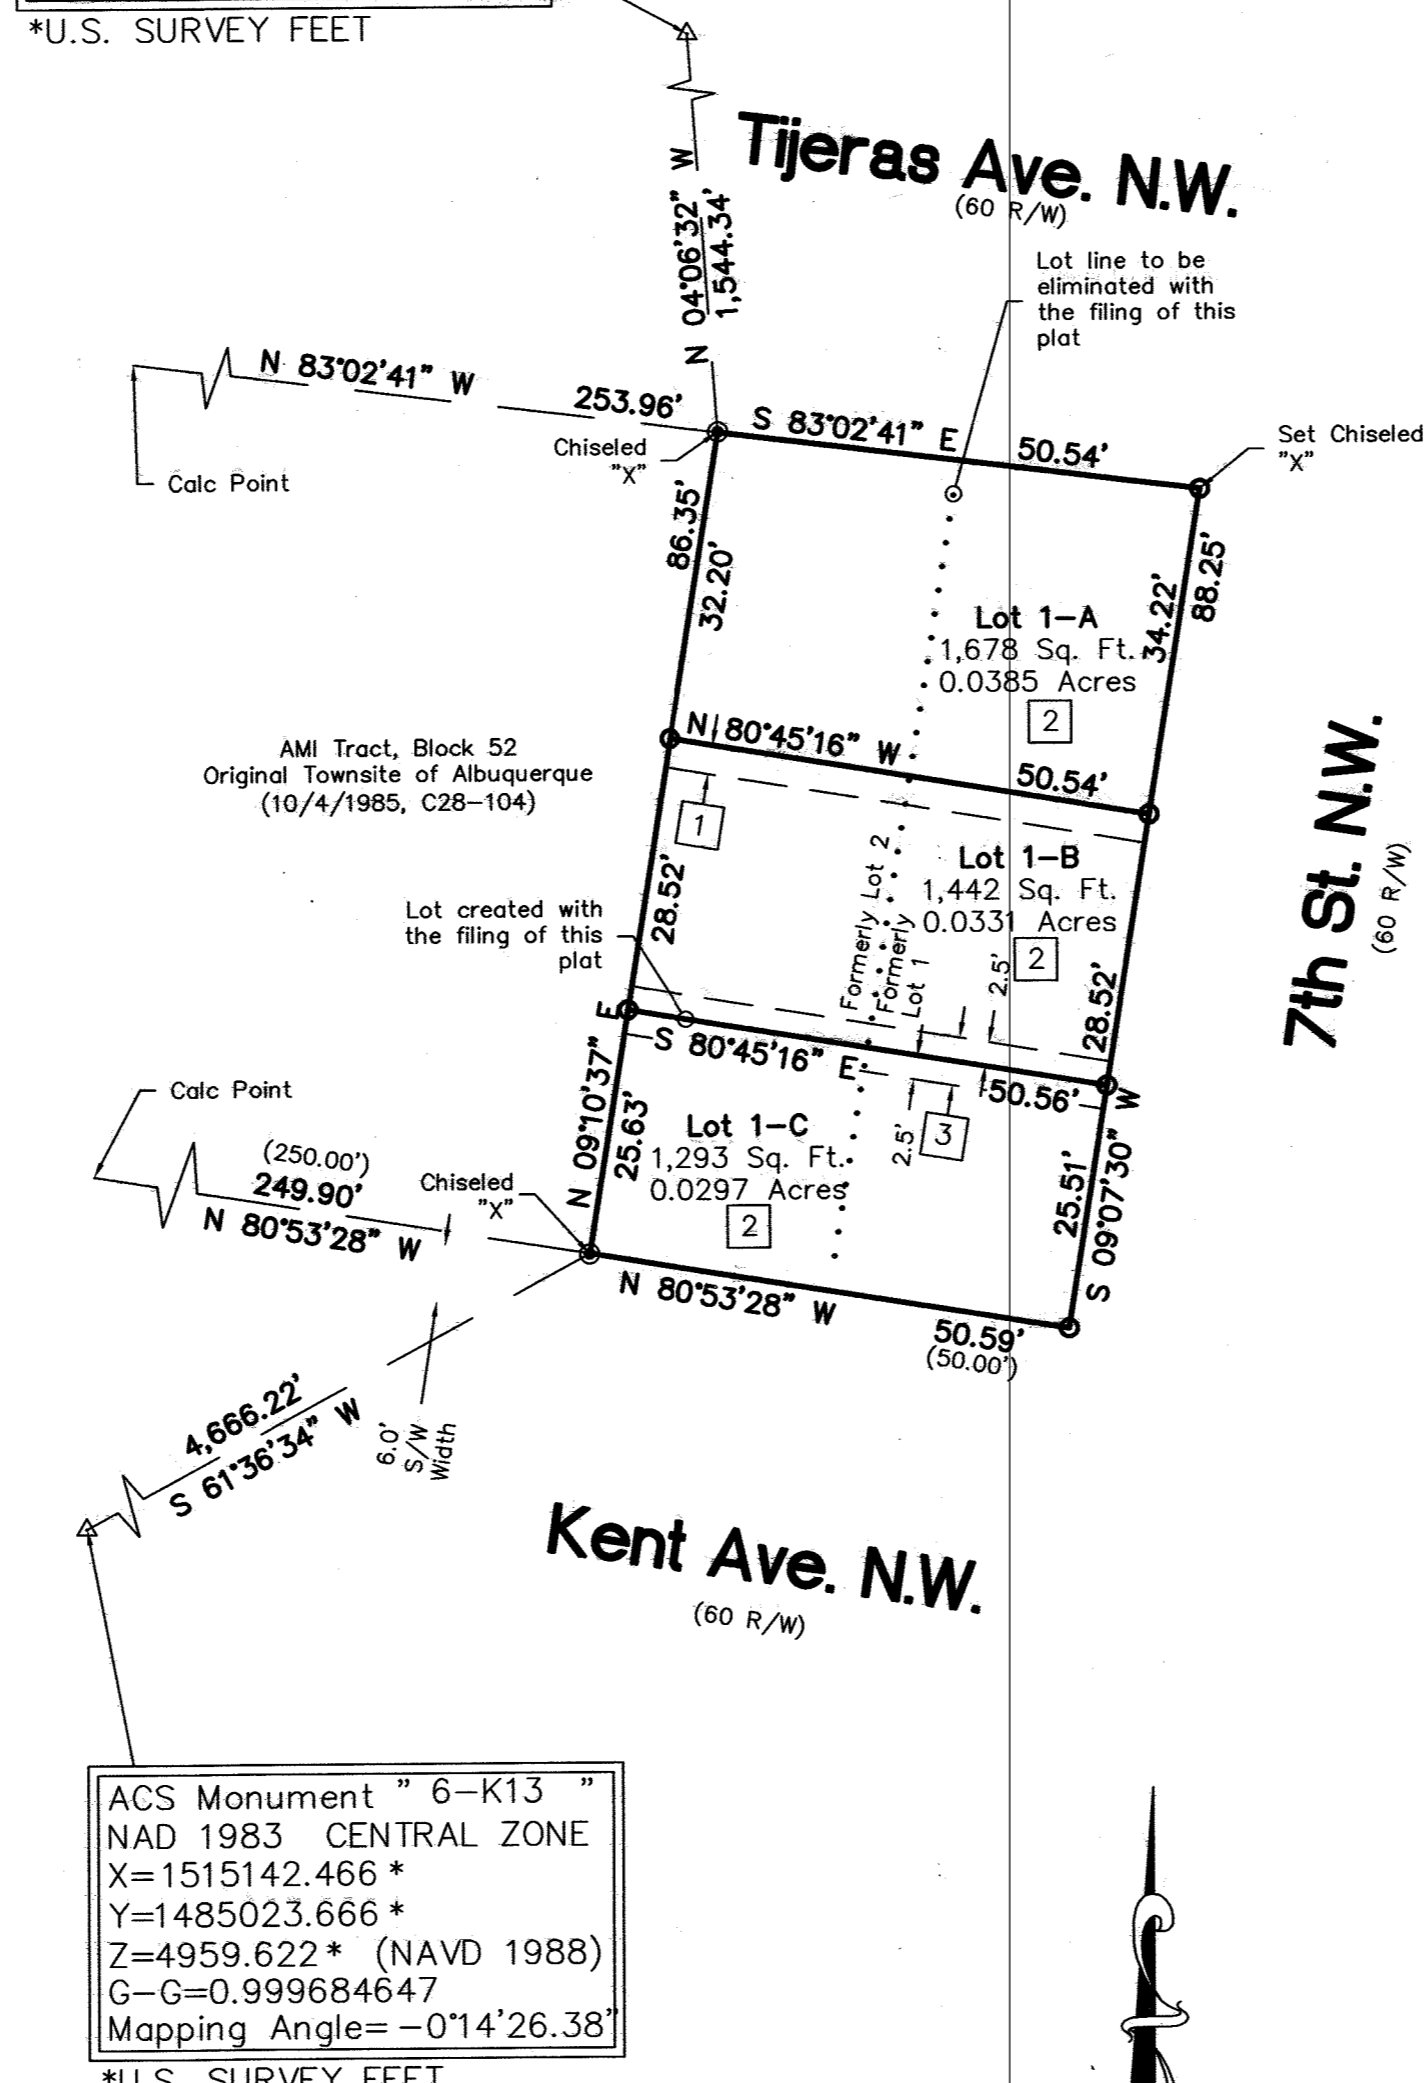 *U.S. SURVEY FEET
Tijeras Ave. N.W.
(60 R/W)
N 04°06'32" W
1,544.34'
Lot line to be
eliminated with
the filing of this
plat
N 83°02'41" W
253.96'
Calc Point
Chiseled
"X"
S 83°02'41" E
50.54'
Set Chiseled
"X"
86.35'
32.20'
34.22'
88.25'
Lot 1-A
1,678 Sq. Ft.
0.0385 Acres
2
N 80°45'16" W
50.54'
AMI Tract, Block 52
Original Townsite of Albuquerque
(10/4/1985, C28-104)
1
7th St. N.W.
(60 R/W)
Lot 1-B
1,442 Sq. Ft.
0.0331 Acres
2
28.52'
Formerly Lot 2
Formerly
Lot 1
2.5'
28.52'
Lot created with
the filing of this
plat
S 80°45'16" E
50.56'
N 09°10'37" E
25.63'
Lot 1-C
1,293 Sq. Ft.
0.0297 Acres
2
2.5'
3
25.51'
S 09°07'30" W
Calc Point
(250.00')
249.90'
N 80°53'28" W
Chiseled
"X"
N 80°53'28" W
50.59'
(50.00')
4,666.22'
S 61°36'34" W
6.0'
S/W
Width
Kent Ave. N.W.
(60 R/W)
ACS Monument " 6-K13 "
NAD 1983 CENTRAL ZONE
X=1515142.466 *
Y=1485023.666 *
Z=4959.622 * (NAVD 1988)
G-G=0.999684647
Mapping Angle= -0°14'26.38"
*U.S. SURVEY FEET